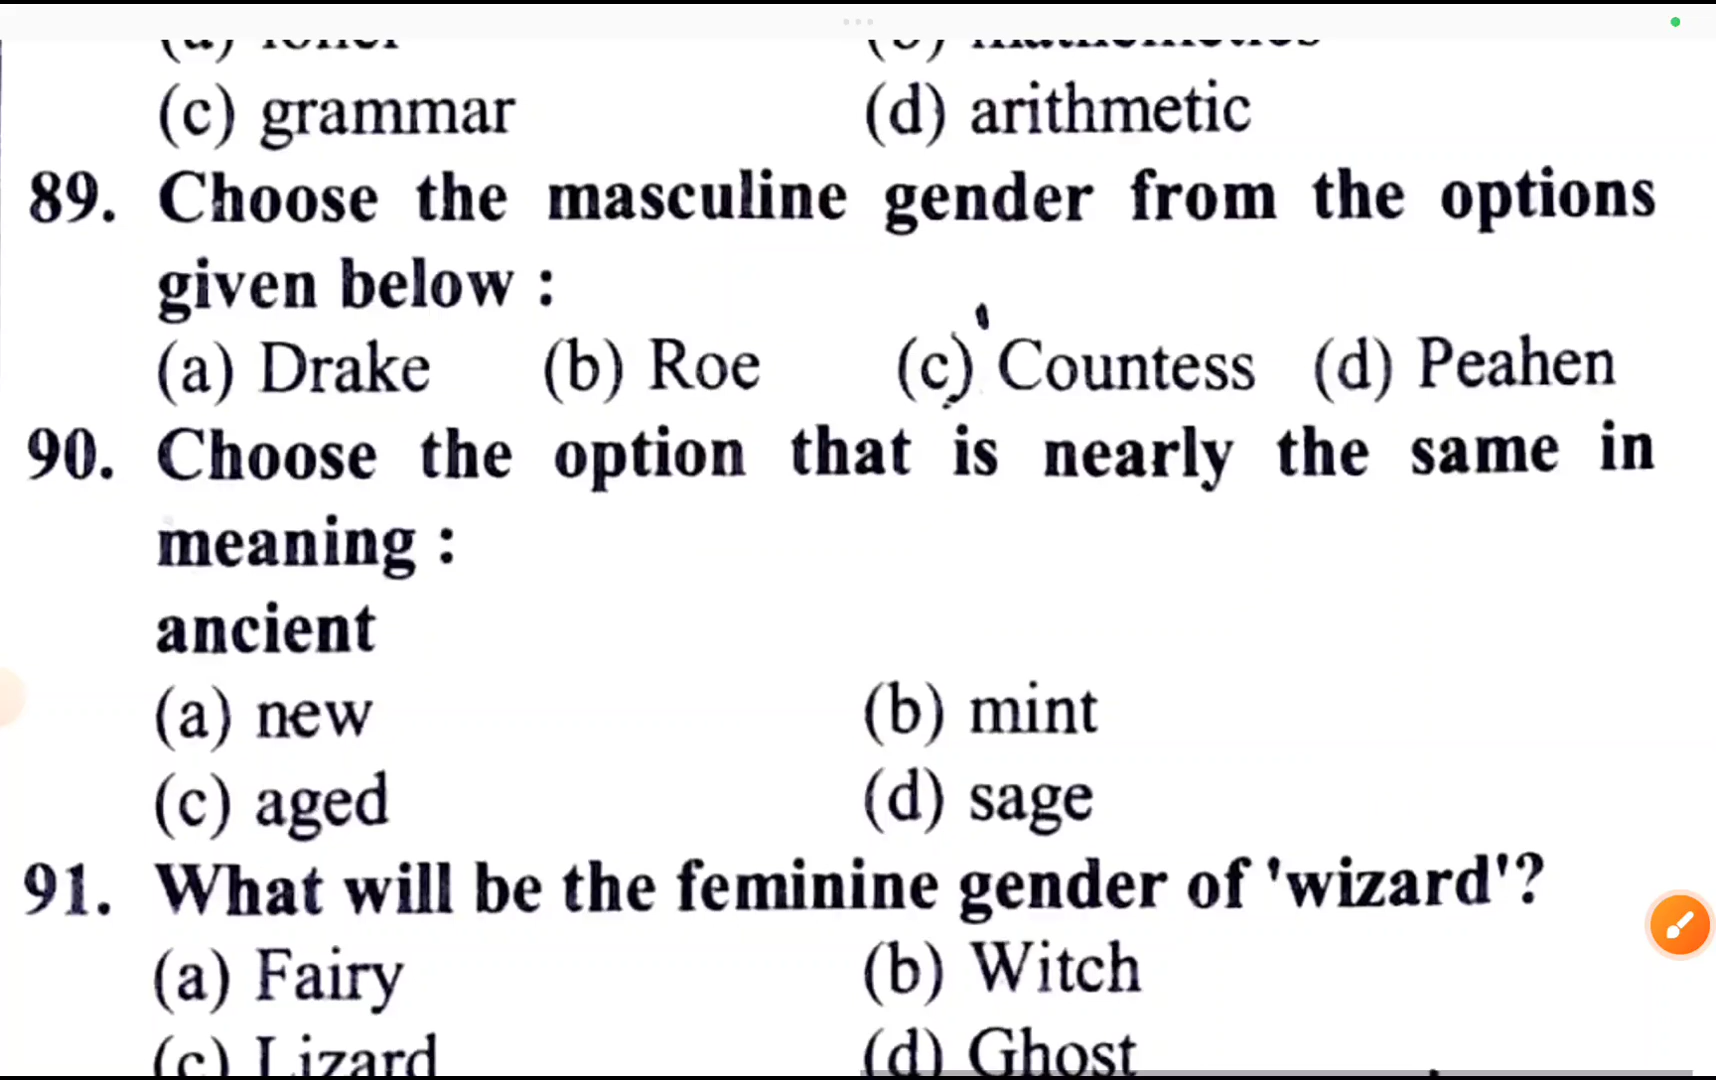 (c) grammar (d) arithmetic
89. Choose the masculine gender from the options
given below :
(a) Drake (b) Roe (c) Countess (d) Peahen
90. Choose the option that is nearly the same in
meaning :
ancient
(a) new (b) mint
(c) aged (d) sage
91. What will be the feminine gender of 'wizard'?
(a) Fairy (b) Witch
(c) Lizard (d) Ghost